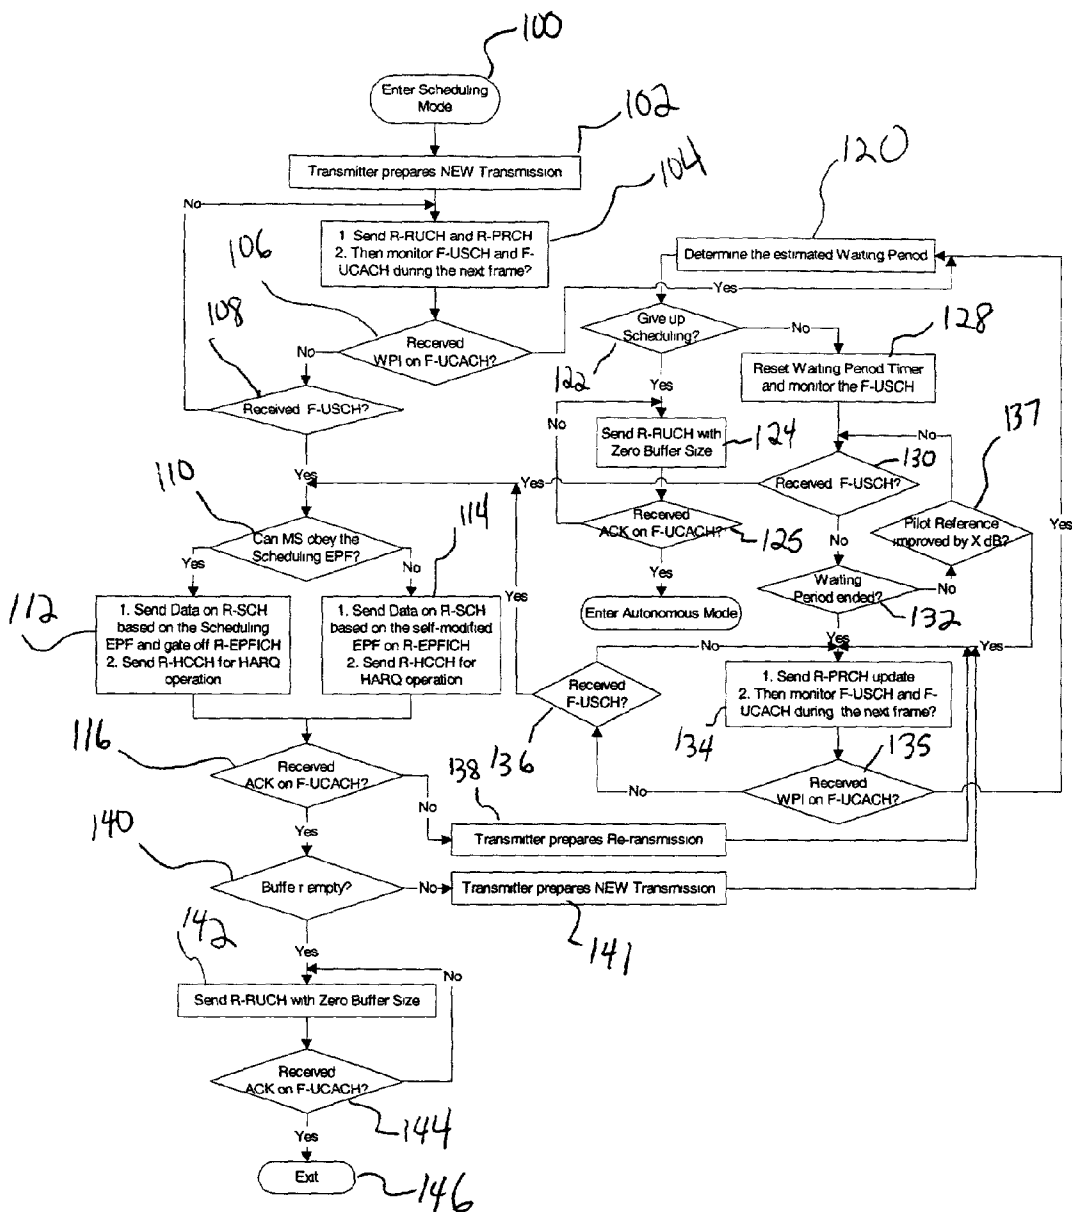 100
Enter Scheduling
Mode
102
Transmitter prepares NEW Transmission
104
No
1 Send R-RUCH and R-PRCH
2. Then monitor F-USCH and F-
UCACH during the next frame?
106
120
Determine the estimated Waiting Period
Yes
108
Received
WPI on F-UCACH?
No
Give up
Scheduling?
No
122
128
Reset Waiting Period Timer
and monitor the F-USCH
Received F-USCH?
Yes
No
Send R-RUCH with
Zero Buffer Size
124
137
No
130
Yes
Received F-USCH?
Yes
Yes
110
114
Can MS obey the
Scheduling EPF?
Yes
No
Received
ACK on F-UCACH?
125
No
Pilot Reference
improved by X dB?
Yes
112
1. Send Data on R-SCH
based on the Scheduling
EPF and gate off R-EPFICH
2. Send R-HCCH for HARQ
operation
1. Send Data on R-SCH
based on the self-modified
EPF on R-EPFICH
2. Send R-HCCH for
HARQ operation
Yes
Enter Autonomous Mode
Waiting
Period ended?
No
132
No
Yes
Yes
Received
F-USCH?
136
1. Send R-PRCH update
2. Then monitor F-USCH and F-
UCACH during the next frame?
134
116
Received
ACK on F-UCACH?
No
138
135
Received
WPI on F-UCACH?
No
Yes
Transmitter prepares Re-ransmission
140
Buffer empty?
No
Transmitter prepares NEW Transmission
141
142
Yes
No
Send R-RUCH with Zero Buffer Size
Received
ACK on F-UCACH?
144
Yes
Exit
146